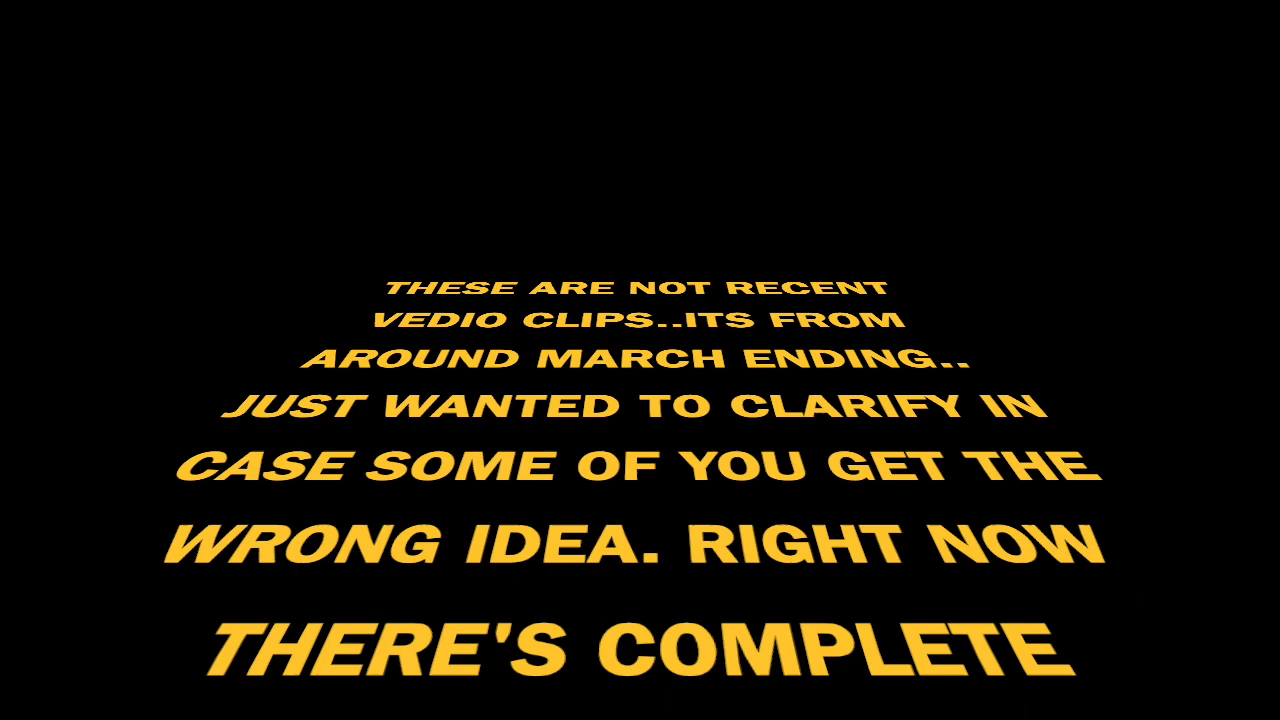 THESE ARE NOT RECENT
VEDIO CLIPS..ITS FROM
AROUND MARCH ENDING..
JUST WANTED TO CLARIFY IN
CASE SOME OF YOU GET THE
WRONG IDEA. RIGHT NOW
THERE'S COMPLETE